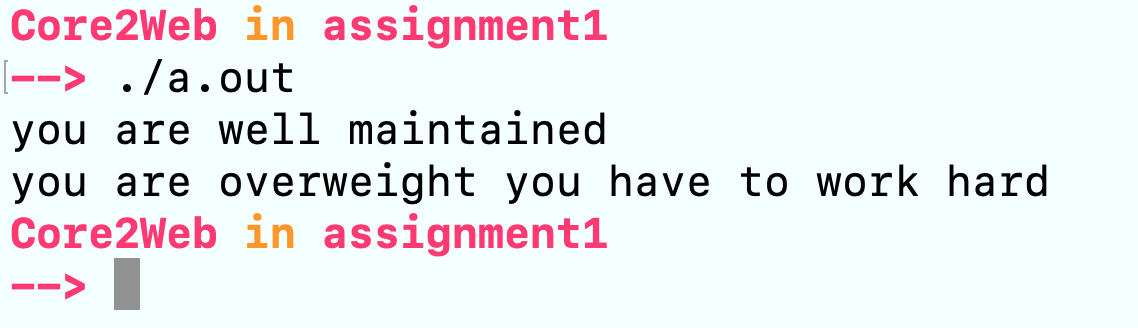 Core2Web in assignment1
--> ./a.out
you are well maintained
you are overweight you have to work hard
Core2Web in assignment1
-->